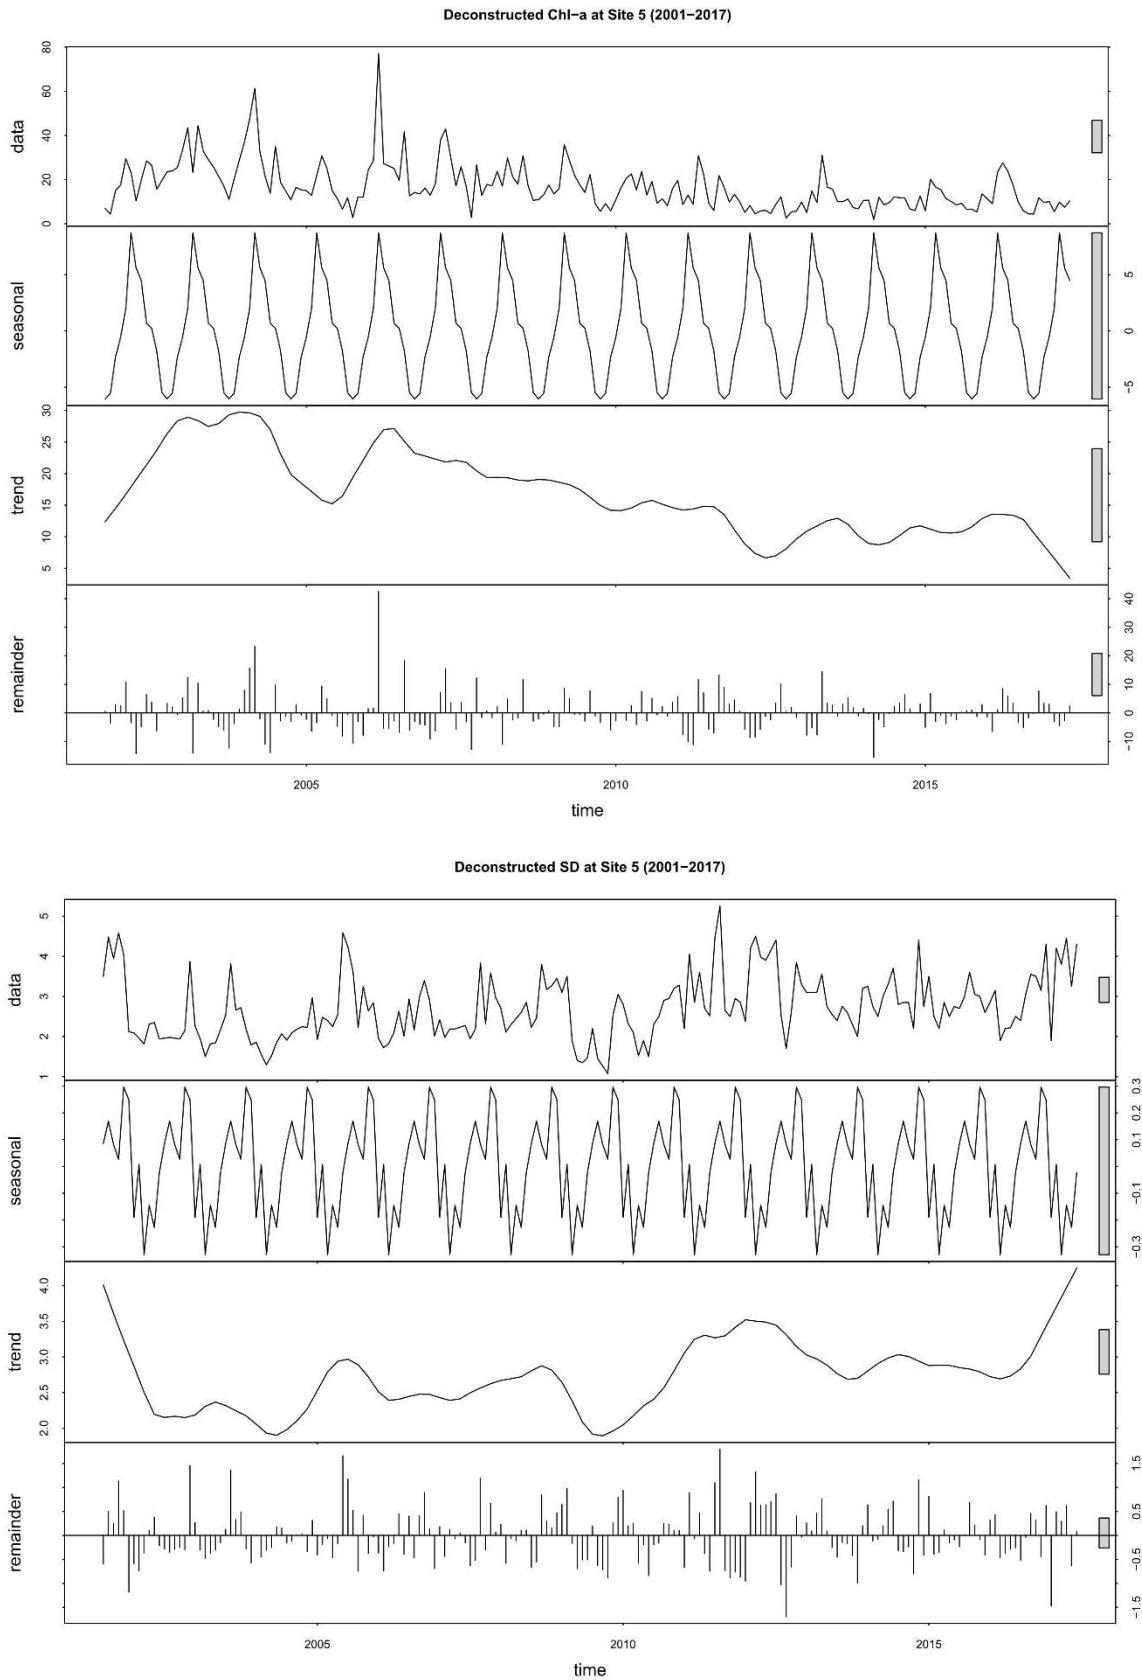 Deconstructed Chl-a at Site 5 (2001-2017)
data
0 20 40 60 80
seasonal
-5 0 5
trend
5 10 15 20 25 30
remainder
-10 0 10 20 30 40
2005 2010 2015
time
Deconstructed SD at Site 5 (2001-2017)
data
1 2 3 4 5
seasonal
-0.3 -0.1 0.1 0.2 0.3
trend
2.0 2.5 3.0 3.5 4.0
remainder
-1.5 -0.5 0.5 1.5
2005 2010 2015
time